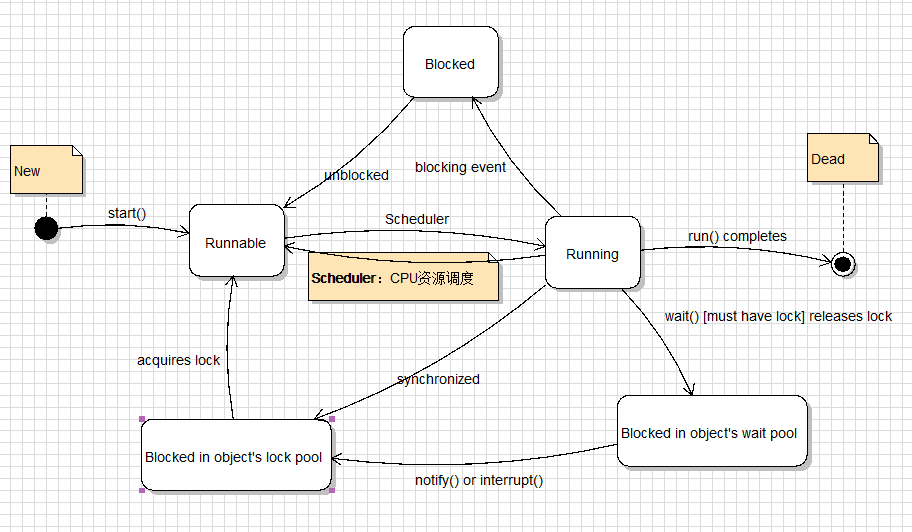 Blocked
New
Dead
unblocked
blocking event
start()
Runnable
Scheduler
Running
run() completes
Scheduler：CPU资源调度
wait() [must have lock] releases lock
acquires lock
synchronized
Blocked in object's lock pool
Blocked in object's wait pool
notify() or interrupt()